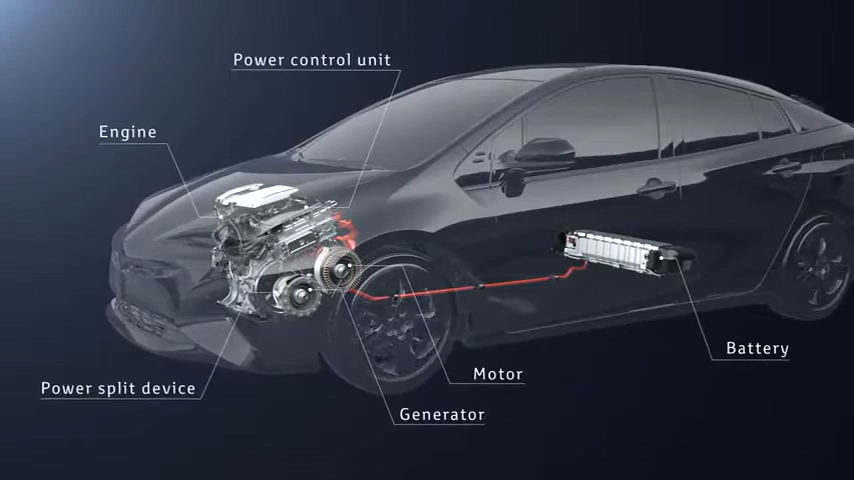 Power control unit
Engine
Battery
Motor
Power split device
Generator